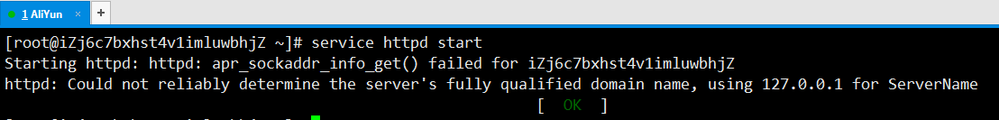 1 AliYun × +
[root@iZj6c7bxhst4v1imluwbhjZ ~]# service httpd start
Starting httpd: httpd: apr_sockaddr_info_get() failed for iZj6c7bxhst4v1imluwbhjZ
httpd: Could not reliably determine the server's fully qualified domain name, using 127.0.0.1 for ServerName
[  OK  ]